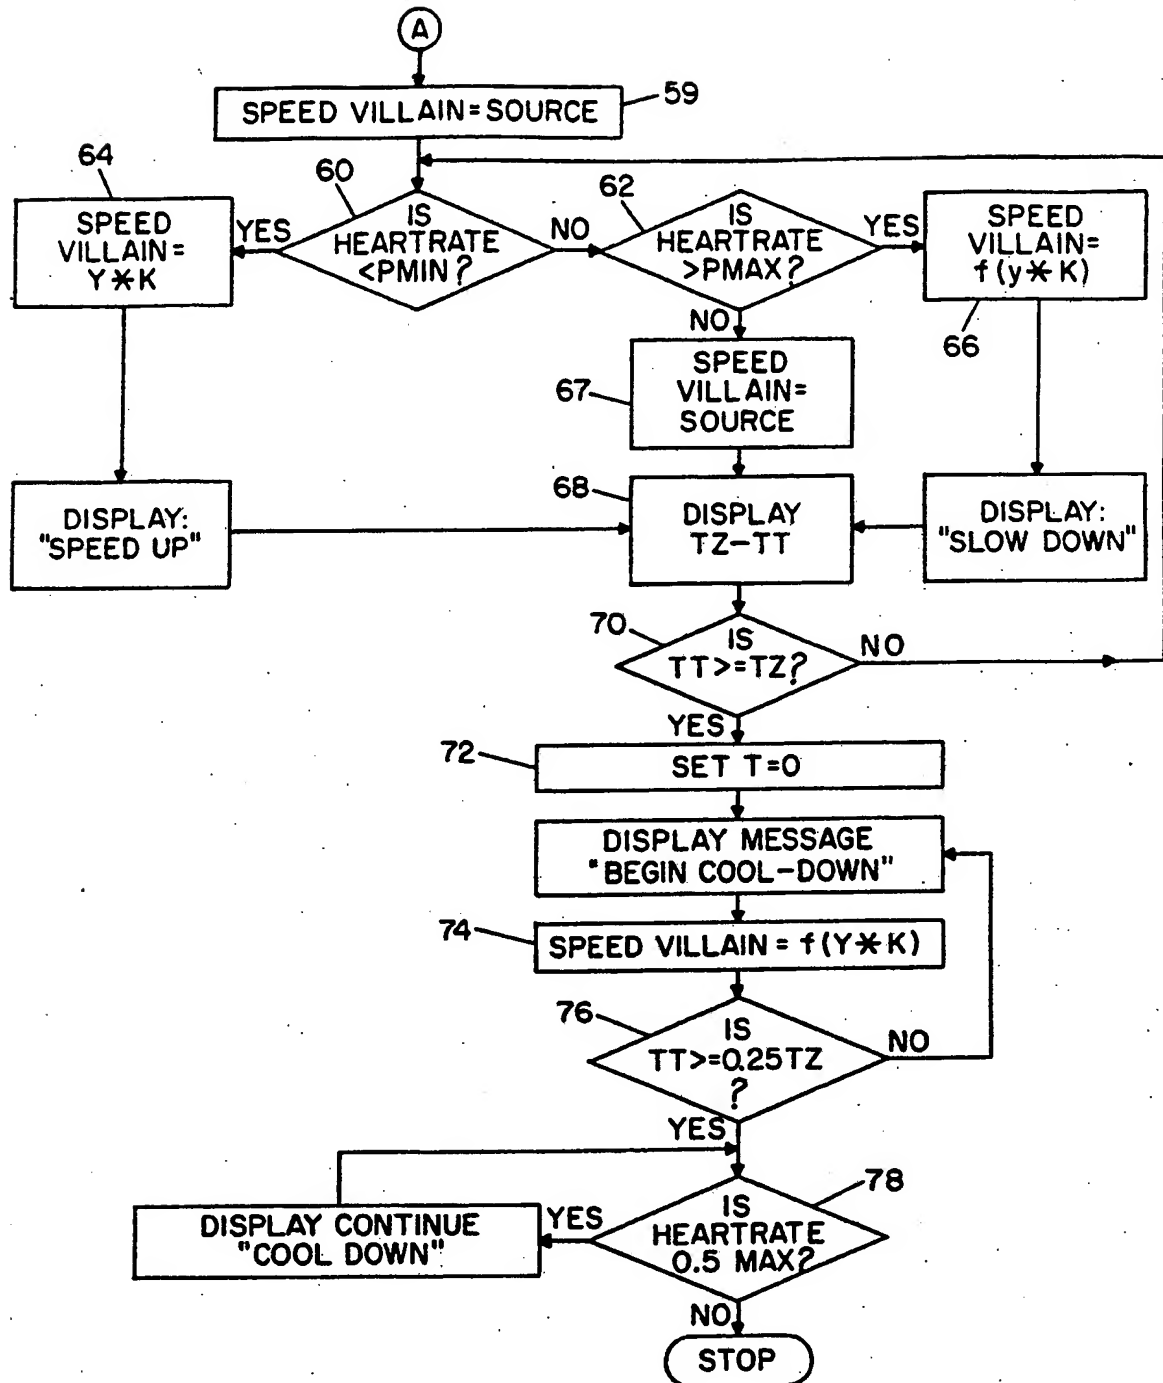 A
SPEED VILLAIN=SOURCE
59
64
60
62
SPEED
VILLAIN=
Y*K
YES
IS
HEARTRATE
<PMIN?
NO
IS
HEARTRATE
>PMAX?
YES
SPEED
VILLAIN=
f(y*K)
66
NO
67
SPEED
VILLAIN=
SOURCE
68
DISPLAY:
"SPEED UP"
DISPLAY
TZ-TT
DISPLAY:
"SLOW DOWN"
70
IS
TT>=TZ?
NO
YES
72
SET T=0
DISPLAY MESSAGE
"BEGIN COOL-DOWN"
74
SPEED VILLAIN = f(Y*K)
76
IS
TT>=0.25TZ
?
NO
YES
78
DISPLAY CONTINUE
"COOL DOWN"
YES
IS
HEARTRATE
0.5 MAX?
NO
STOP